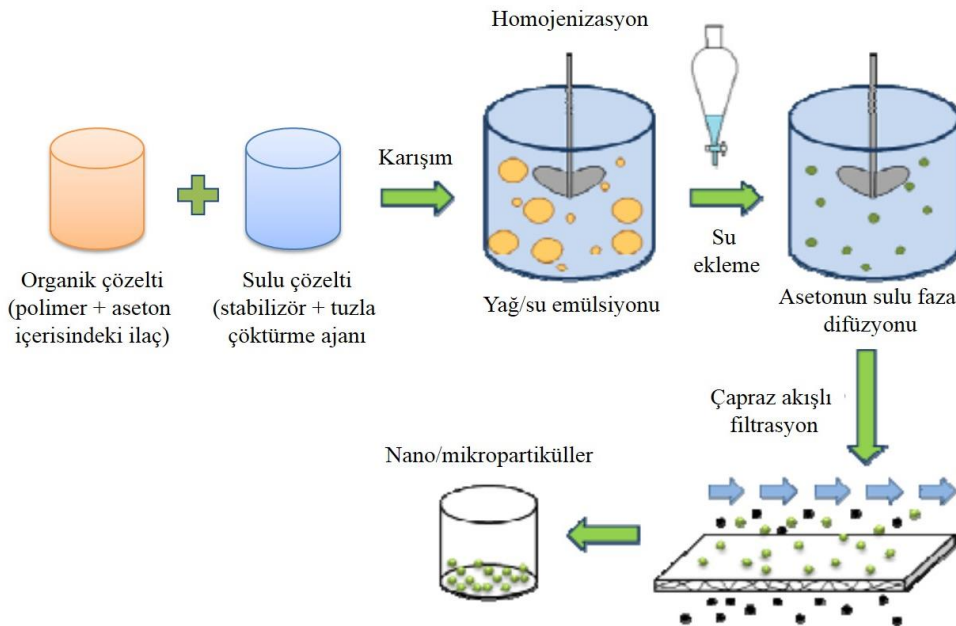 Homojenizasyon
Karışım
Su
ekleme
Organik çözelti
(polimer + aseton
içerisindeki ilaç)
Sulu çözelti
(stabilizör + tuzla
çöktürme ajanı
Yağ/su emülsiyonu
Asetonun sulu faza
difüzyonu
Çapraz akışlı
filtrasyon
Nano/mikropartiküller